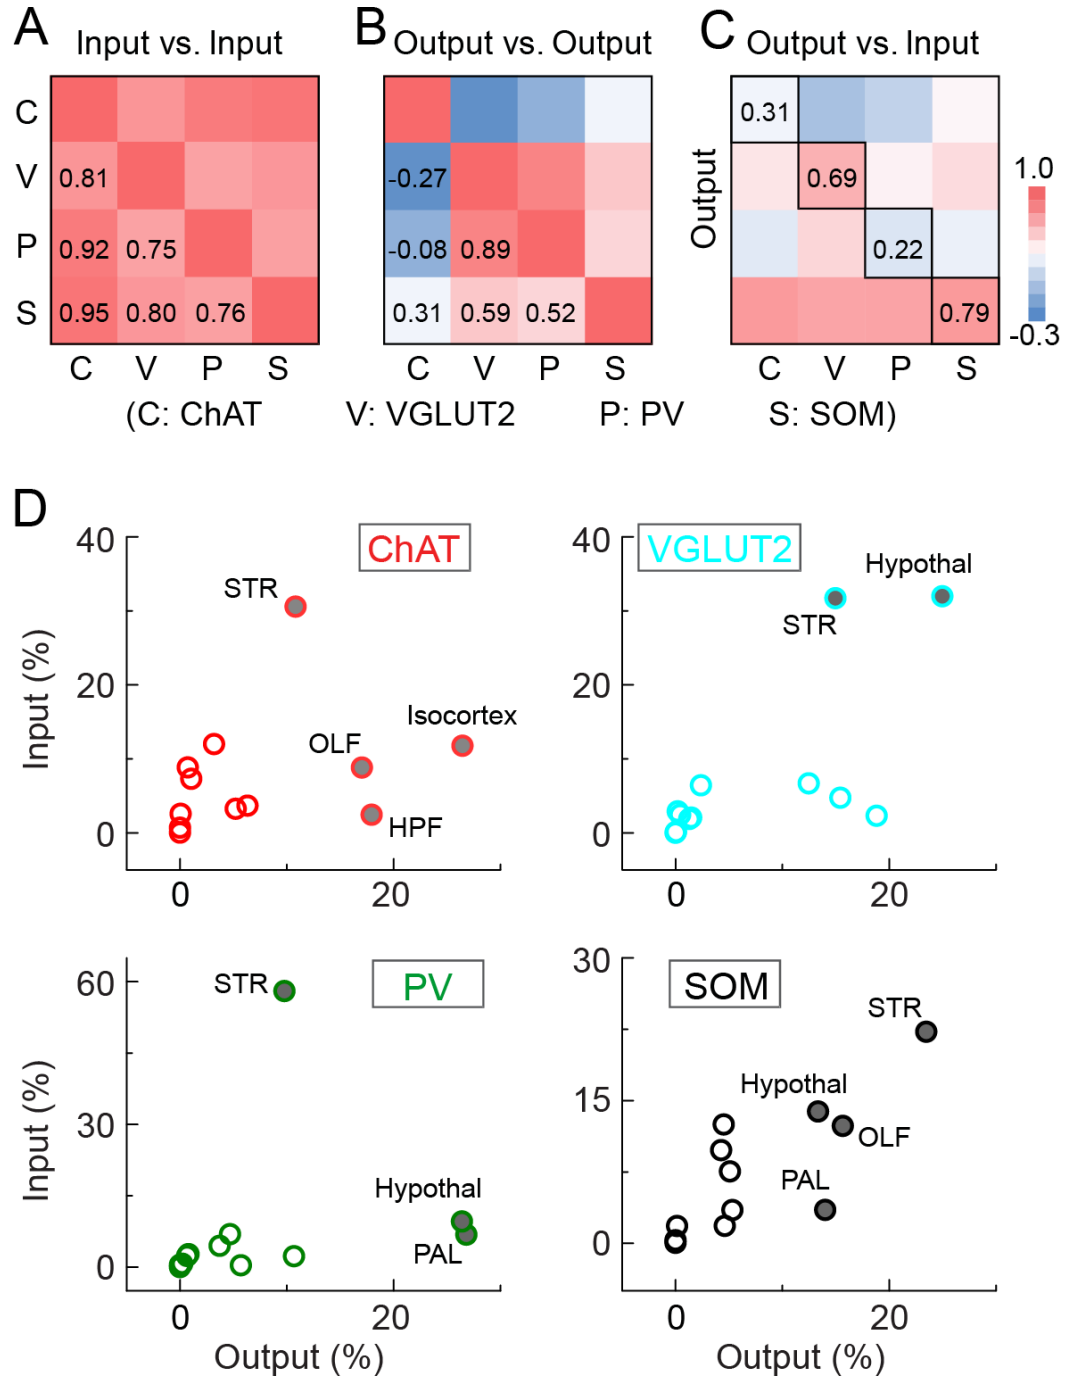 A Input vs. Input
B Output vs. Output
C Output vs. Input
C
V 0.81
P 0.92 0.75
S 0.95 0.80 0.76
C V P S
-0.27
-0.08 0.89
0.31 0.59 0.52
C V P S
Output
0.31
0.69
0.22
0.79
C V P S
1.0
-0.3
(C: ChAT V: VGLUT2 P: PV S: SOM)
D
ChAT
Input (%)
40
20
0
0 20
STR
Isocortex
OLF
HPF
VGLUT2
40
20
0
0 20
Hypothal
STR
PV
Input (%)
60
30
0
0 20
Output (%)
STR
Hypothal
PAL
SOM
30
15
0
0 20
Output (%)
STR
Hypothal
OLF
PAL